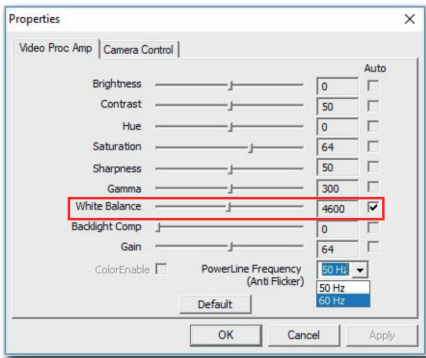 Properties
Video Proc Amp
Camera Control
Auto
Brightness 0
Contrast 50
Hue 0
Saturation 64
Sharpness 50
Gamma 300
White Balance 4600
Backlight Comp 0
Gain 64
ColorEnable PowerLine Frequency 50 Hz
(Anti Flicker)
50 Hz
60 Hz
Default
OK Cancel Apply